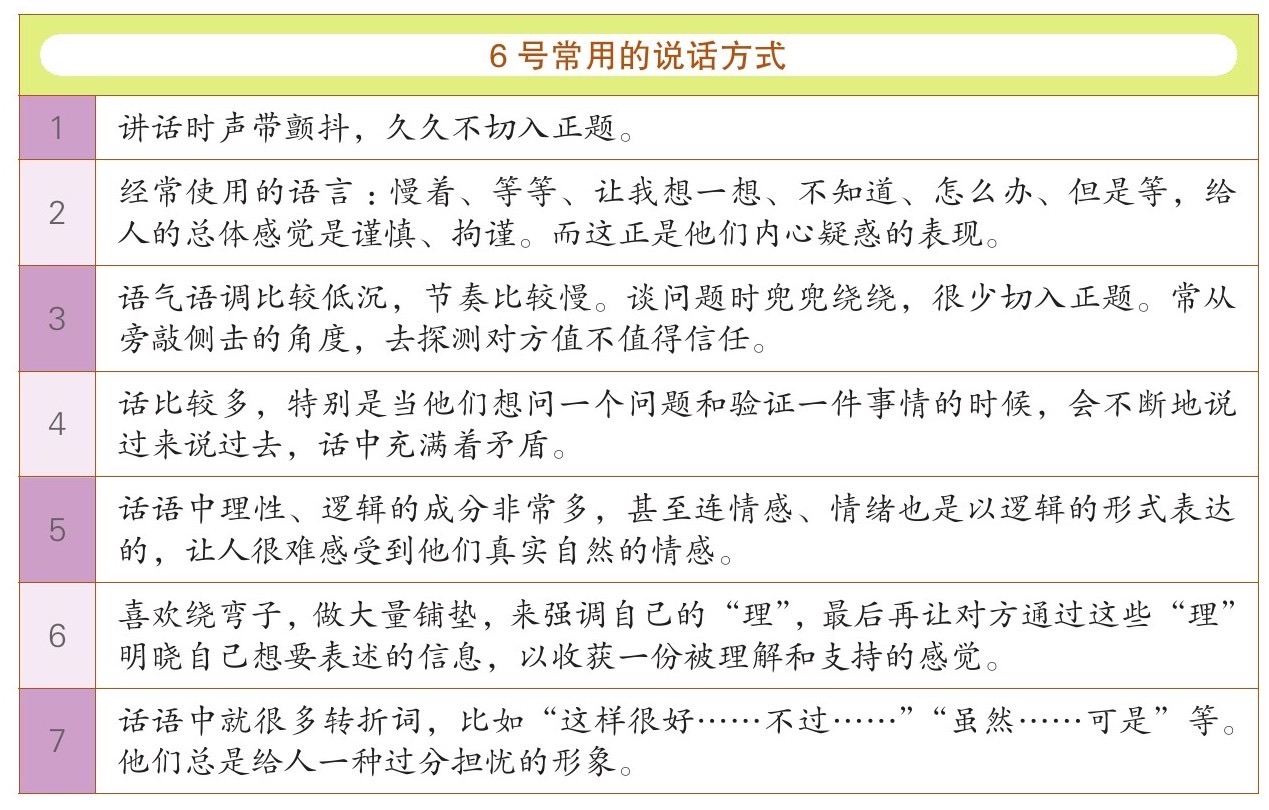 6 号常用的说话方式
1
讲话时声带颤抖，久久不切入正题。
2
经常使用的语言：慢着、等等、让我想一想、不知道、怎么办、但是等，给
人的总体感觉是谨慎、拘谨。而这正是他们内心疑惑的表现。
3
语气语调比较低沉，节奏比较慢。谈问题时兜兜绕绕，很少切入正题。常从
旁敲侧击的角度，去探测对方值不值得信任。
4
话比较多，特别是当他们想问一个问题和验证一件事情的时候，会不断地说
过来说过去，话中充满着矛盾。
5
话语中理性、逻辑的成分非常多，甚至连情感、情绪也是以逻辑的形式表达
的，让人很难感受到他们真实自然的情感。
6
喜欢绕弯子，做大量铺垫，来强调自己的“理”，最后再让对方通过这些“理”
明晓自己想要表述的信息，以收获一份被理解和支持的感觉。
7
话语中就很多转折词，比如“这样很好……不过……”“虽然……可是”等。
他们总是给人一种过分担忧的形象。